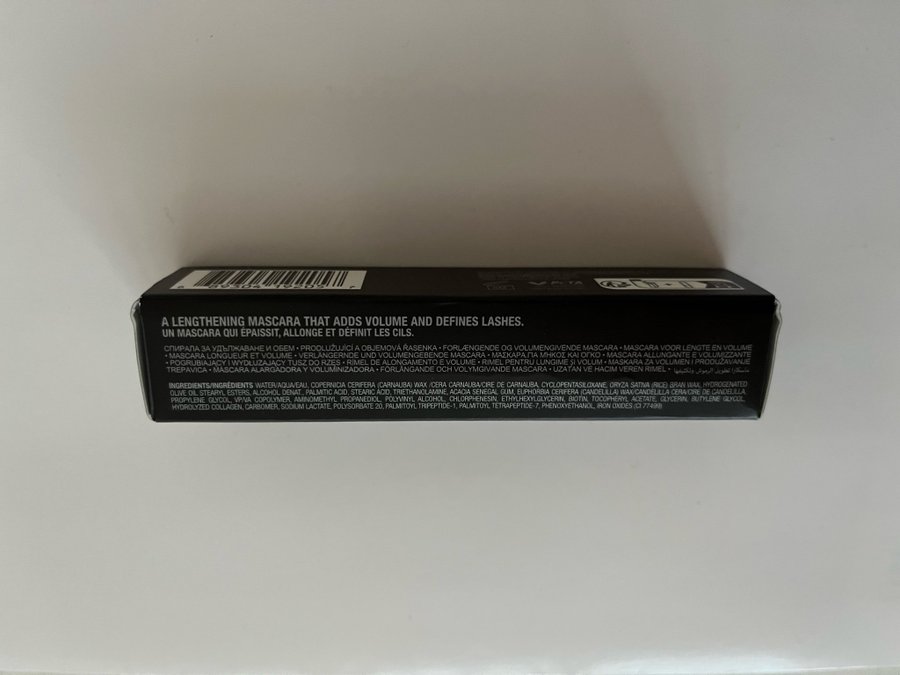 A LENGTHENING MASCARA THAT ADDS VOLUME AND DEFINES LASHES.
UN MASCARA QUI ÉPAISSIT, ALLONGE ET DÉFINIT LES CILS.
СПИРАЛА ЗА УДЪЛЖАВАНЕ И ОБЕМ • PRODLUŽUJÍCÍ A OBJEMOVÁ ŘASENKA • FORLÆNGENDE OG VOLUMENGIVENDE MASCARA • MASCARA VOOR LENGTE EN VOLUME
• MASCARA LONGUEUR ET VOLUME • VERLÄNGERNDE UND VOLUMENGEBENDE MASCARA • ΜΑΣΚΑΡΑ ΓΙΑ ΜΗΚΟΣ ΚΑΙ ΟΓΚΟ • MASCARA ALLUNGANTE E VOLUMIZZANTE
• POGRUBIAJĄCY I WYDŁUŻAJĄCY TUSZ DO RZĘS • RÍMEL DE ALONGAMENTO E VOLUME • RIMEL PENTRU LUNGIME SI VOLUM • MASKARA ZA VOLUMEN I PRODUŽAVANJE
TREPAVICA • MÁSCARA ALARGADORA Y VOLUMINIZADORA • FÖRLÄNGANDE OCH VOLYMGIVANDE MASCARA • UZATAN VE HACIM VEREN RIMEL • ماسكارا لتطويل الرموش ولتكثيفها
INGREDIENTS/INGRÉDIENTS WATER/AQUA/EAU, COPERNICIA CERIFERA (CARNAUBA) WAX /CERA CARNAUBA/CIRE DE CARNAUBA, CYCLOPENTASILOXANE, ORYZA SATIVA (RICE) BRAN WAX, HYDROGENATED
OLIVE OIL STEARYL ESTERS, ALCOHOL DENAT., PALMITIC ACID, STEARIC ACID, TRIETHANOLAMINE, ACACIA SENEGAL GUM, EUPHORBIA CERIFERA (CANDELILLA) WAX/CANDELILLA CERA/CIRE DE CANDELILLA,
PROPYLENE GLYCOL, VP/VA COPOLYMER, AMINOMETHYL PROPANEDIOL, POLYVINYL ALCOHOL, CHLORPHENESIN, ETHYLHEXYLGLYCERIN, BIOTIN, TOCOPHERYL ACETATE, GLYCERIN, BUTYLENE GLYCOL,
HYDROLYZED COLLAGEN, CARBOMER, SODIUM LACTATE, POLYSORBATE 20, PALMITOYL TRIPEPTIDE-1, PALMITOYL TETRAPEPTIDE-7, PHENOXYETHANOL, IRON OXIDES (CI 77499)